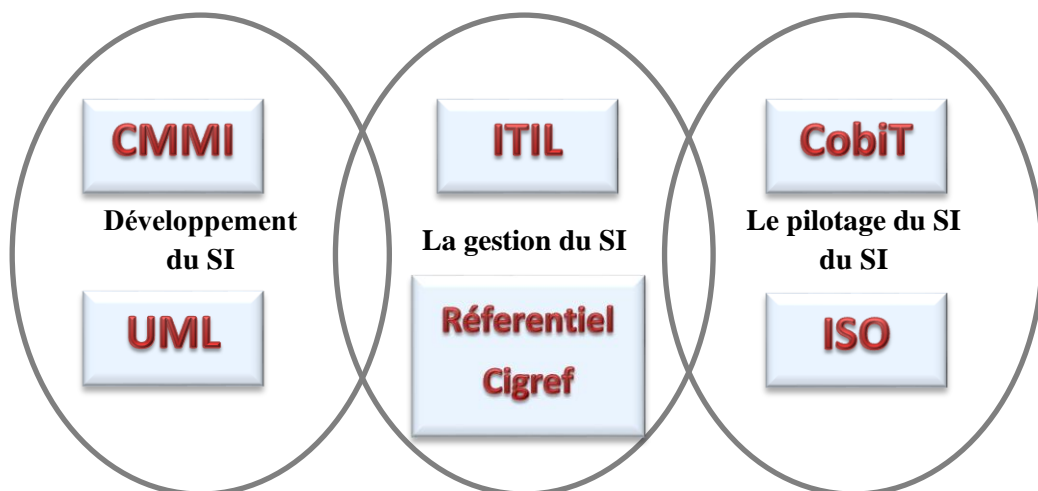 CMMI
Développement
du SI
UML
ITIL
La gestion du SI
Réferentiel
Cigref
CobiT
Le pilotage du SI
du SI
ISO